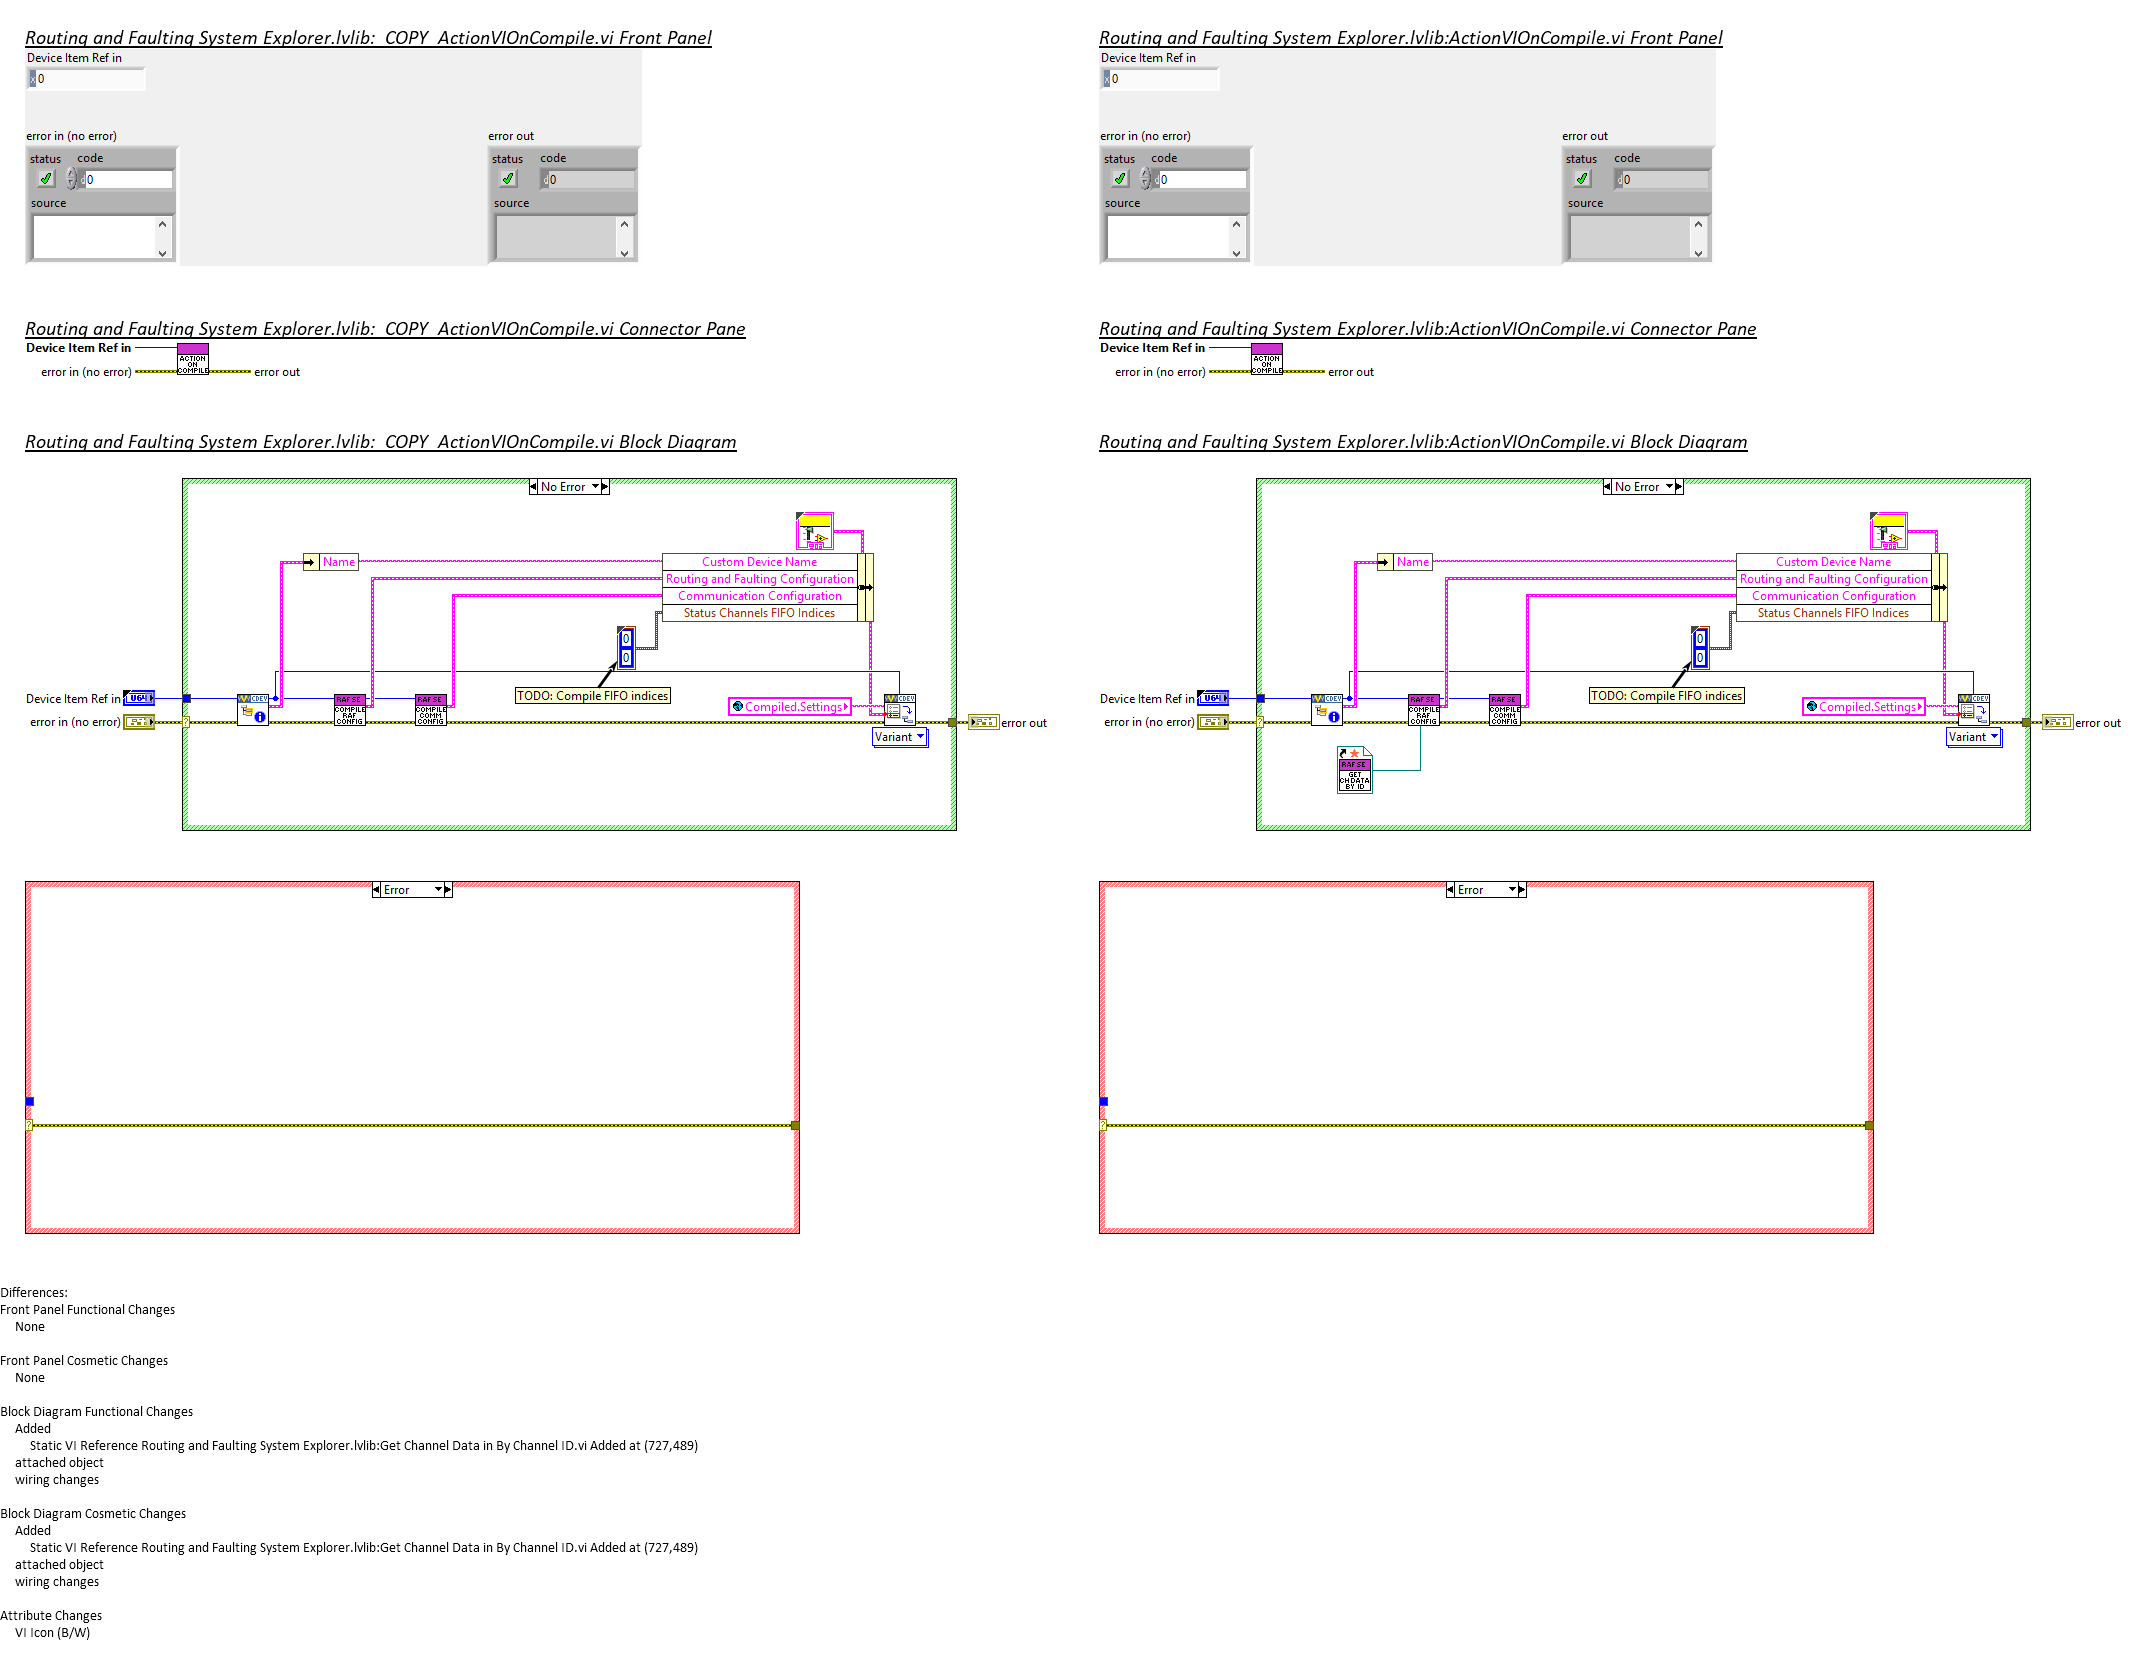 Routing and Faulting System Explorer.lvlib:_COPY_ActionVIOnCompile.vi Front Panel
Device Item Ref in
x 0
error in (no error)
error out
status code
d 0
source
status code
d 0
source
Routing and Faulting System Explorer.lvlib:_COPY_ActionVIOnCompile.vi Connector Pane
Device Item Ref in
ACTION
ON
COMPILE
error in (no error)
error out
Routing and Faulting System Explorer.lvlib:_COPY_ActionVIOnCompile.vi Block Diagram
No Error
Name
Custom Device Name
Routing and Faulting Configuration
Communication Configuration
Status Channels FIFO Indices
0
0
TODO: Compile FIFO indices
Device Item Ref in
U64
CDEV
RAF SE
COMPILE
RAF
CONFIG
RAF SE
COMPILE
COMM
CONFIG
Compiled.Settings
CDEV
error in (no error)
?
error out
Variant
Error
?
Routing and Faulting System Explorer.lvlib:ActionVIOnCompile.vi Front Panel
Device Item Ref in
x 0
error in (no error)
error out
status code
d 0
source
status code
d 0
source
Routing and Faulting System Explorer.lvlib:ActionVIOnCompile.vi Connector Pane
Device Item Ref in
ACTION
ON
COMPILE
error in (no error)
error out
Routing and Faulting System Explorer.lvlib:ActionVIOnCompile.vi Block Diagram
No Error
Name
Custom Device Name
Routing and Faulting Configuration
Communication Configuration
Status Channels FIFO Indices
0
0
TODO: Compile FIFO indices
Device Item Ref in
U64
CDEV
RAF SE
COMPILE
RAF
CONFIG
RAF SE
COMPILE
COMM
CONFIG
Compiled.Settings
CDEV
error in (no error)
?
error out
Variant
RAF SE
GET
CH DATA
BY ID
Error
?
Differences:
Front Panel Functional Changes
None
Front Panel Cosmetic Changes
None
Block Diagram Functional Changes
Added
Static VI Reference Routing and Faulting System Explorer.lvlib:Get Channel Data in By Channel ID.vi Added at (727,489)
attached object
wiring changes
Block Diagram Cosmetic Changes
Added
Static VI Reference Routing and Faulting System Explorer.lvlib:Get Channel Data in By Channel ID.vi Added at (727,489)
attached object
wiring changes
Attribute Changes
VI Icon (B/W)